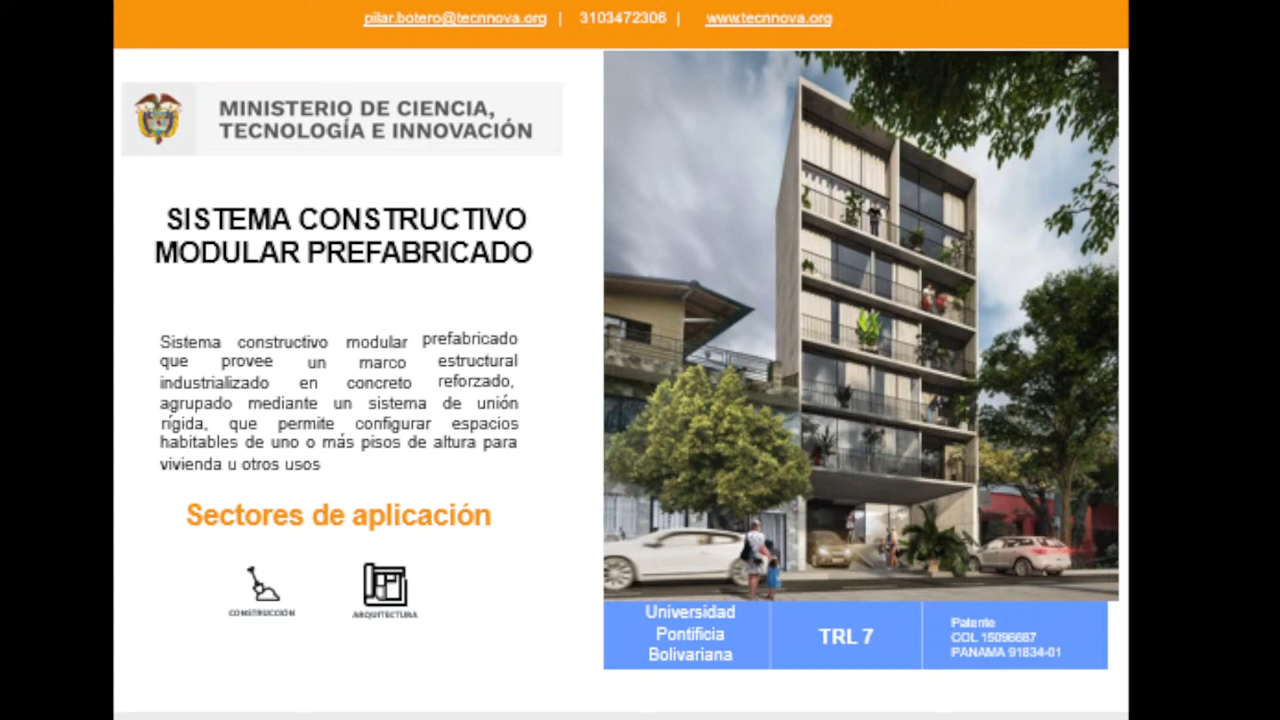 pilar.botero@tecnnova.org | 3103472306 | www.tecnnova.org
MINISTERIO DE CIENCIA,
TECNOLOGÍA E INNOVACIÓN
SISTEMA CONSTRUCTIVO
MODULAR PREFABRICADO
Sistema constructivo modular prefabricado
que provee un marco estructural
industrializado en concreto reforzado,
agrupado mediante un sistema de unión
rígida, que permite configurar espacios
habitables de uno o más pisos de altura para
vivienda u otros usos
Sectores de aplicación
CONSTRUCCIÓN
ARQUITECTURA
Universidad
Pontificia
Bolivariana
TRL 7
Patente
COL 15096687
PANAMA 91834-01